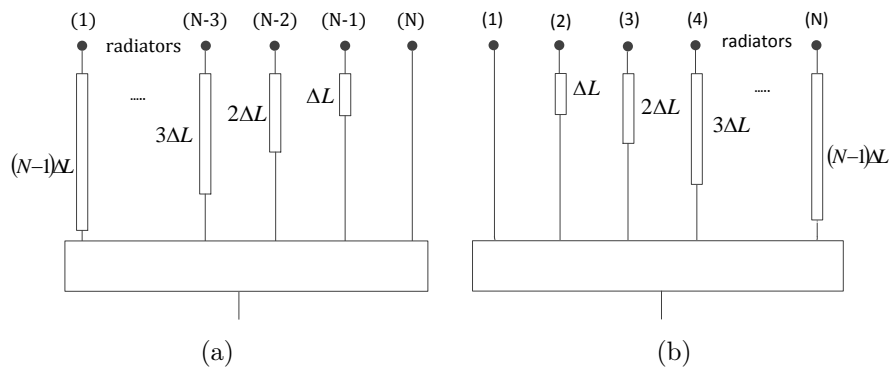 (1) (N-3) (N-2) (N-1) (N)
radiators
.....
ΔL
2ΔL
3ΔL
(N−1)ΔL
(a)
(1) (2) (3) (4) (N)
radiators
.....
ΔL
2ΔL
3ΔL
(N−1)ΔL
(b)